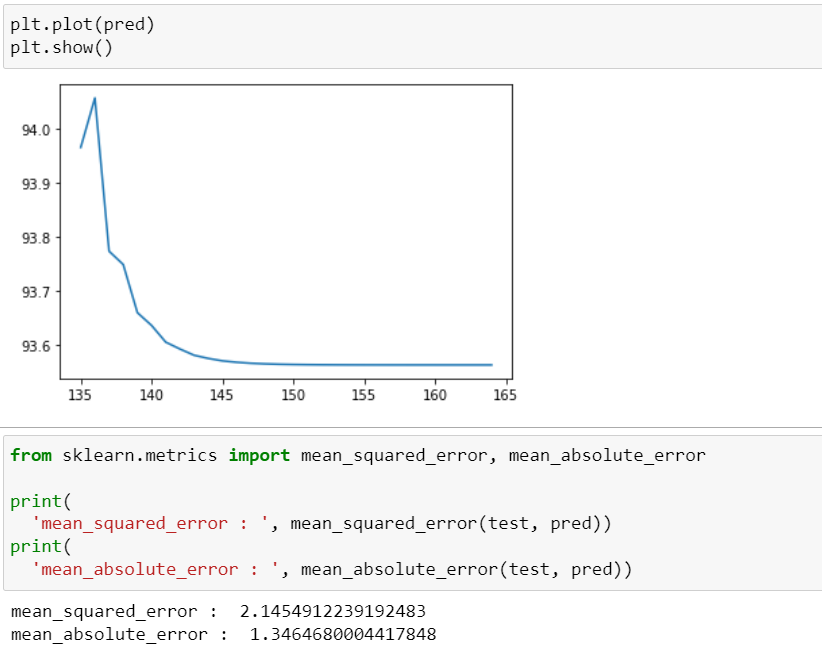 plt.plot(pred)
plt.show()
94.0
93.9
93.8
93.7
93.6
135 140 145 150 155 160 165
from sklearn.metrics import mean_squared_error, mean_absolute_error
print(
'mean_squared_error : ', mean_squared_error(test, pred))
print(
'mean_absolute_error : ', mean_absolute_error(test, pred))
mean_squared_error :  2.1454912239192483
mean_absolute_error :  1.3464680004417848